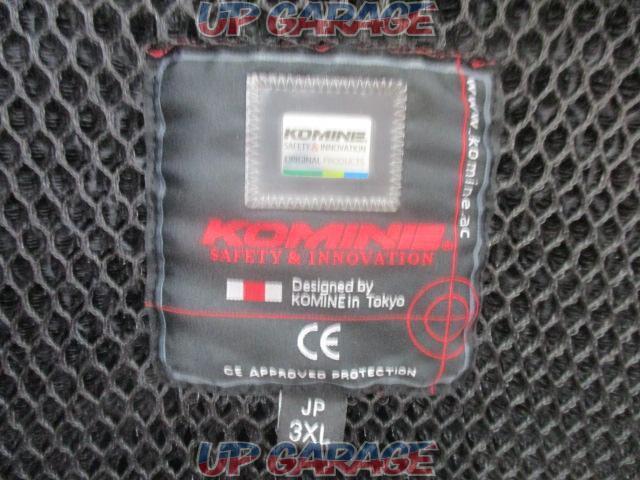 UP GARAGE
KOMINE
SAFETY & INNOVATION
ORIGINAL PRODUCTS
www.komine.ac
KOMINE®
SAFETY & INNOVATION
Designed by
KOMINE in Tokyo
CE
CE APPROVED PROTECTION
JP
3XL
UP GARAGE